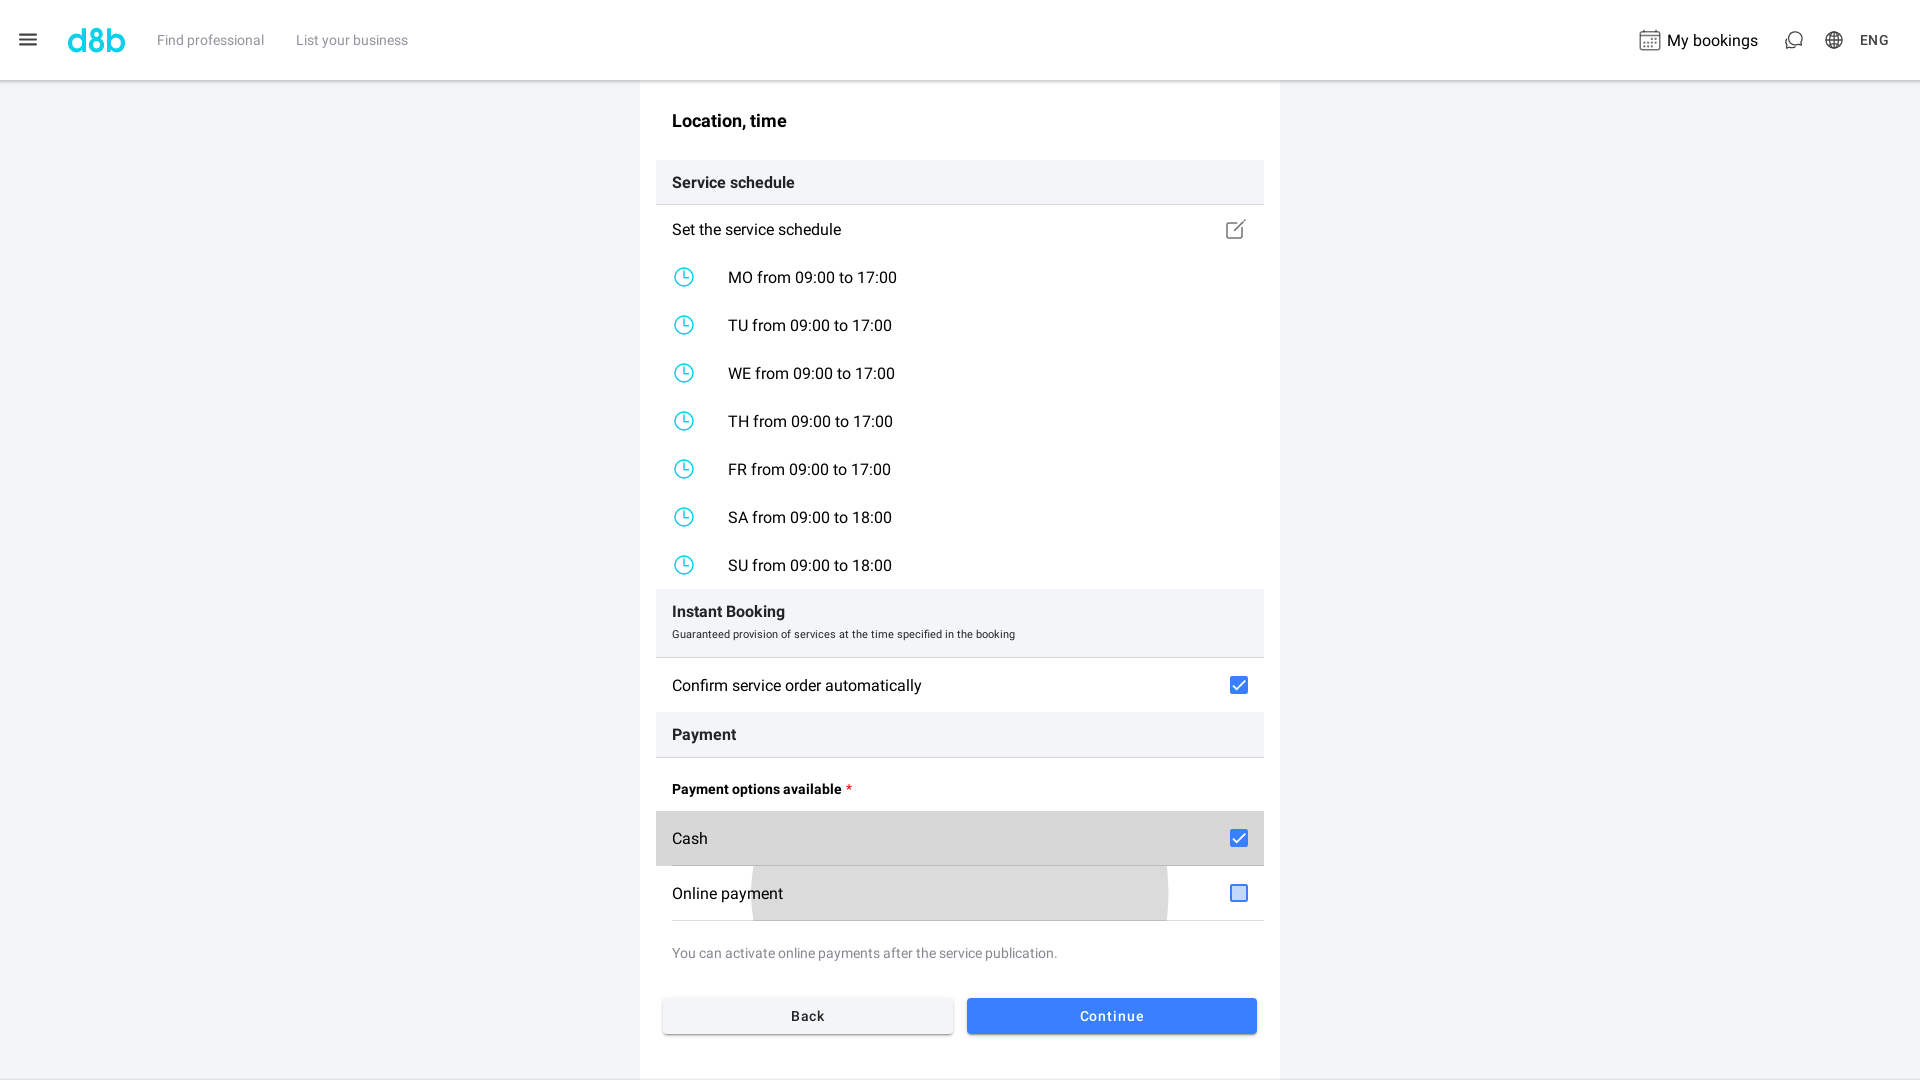 d8b Find professional List your business My bookings ENG
Location, time
Service schedule
Set the service schedule
MO from 09:00 to 17:00
TU from 09:00 to 17:00
WE from 09:00 to 17:00
TH from 09:00 to 17:00
FR from 09:00 to 17:00
SA from 09:00 to 18:00
SU from 09:00 to 18:00
Instant Booking
Guaranteed provision of services at the time specified in the booking
Confirm service order automatically
Payment
Payment options available *
Cash
Online payment
You can activate online payments after the service publication.
Back Continue